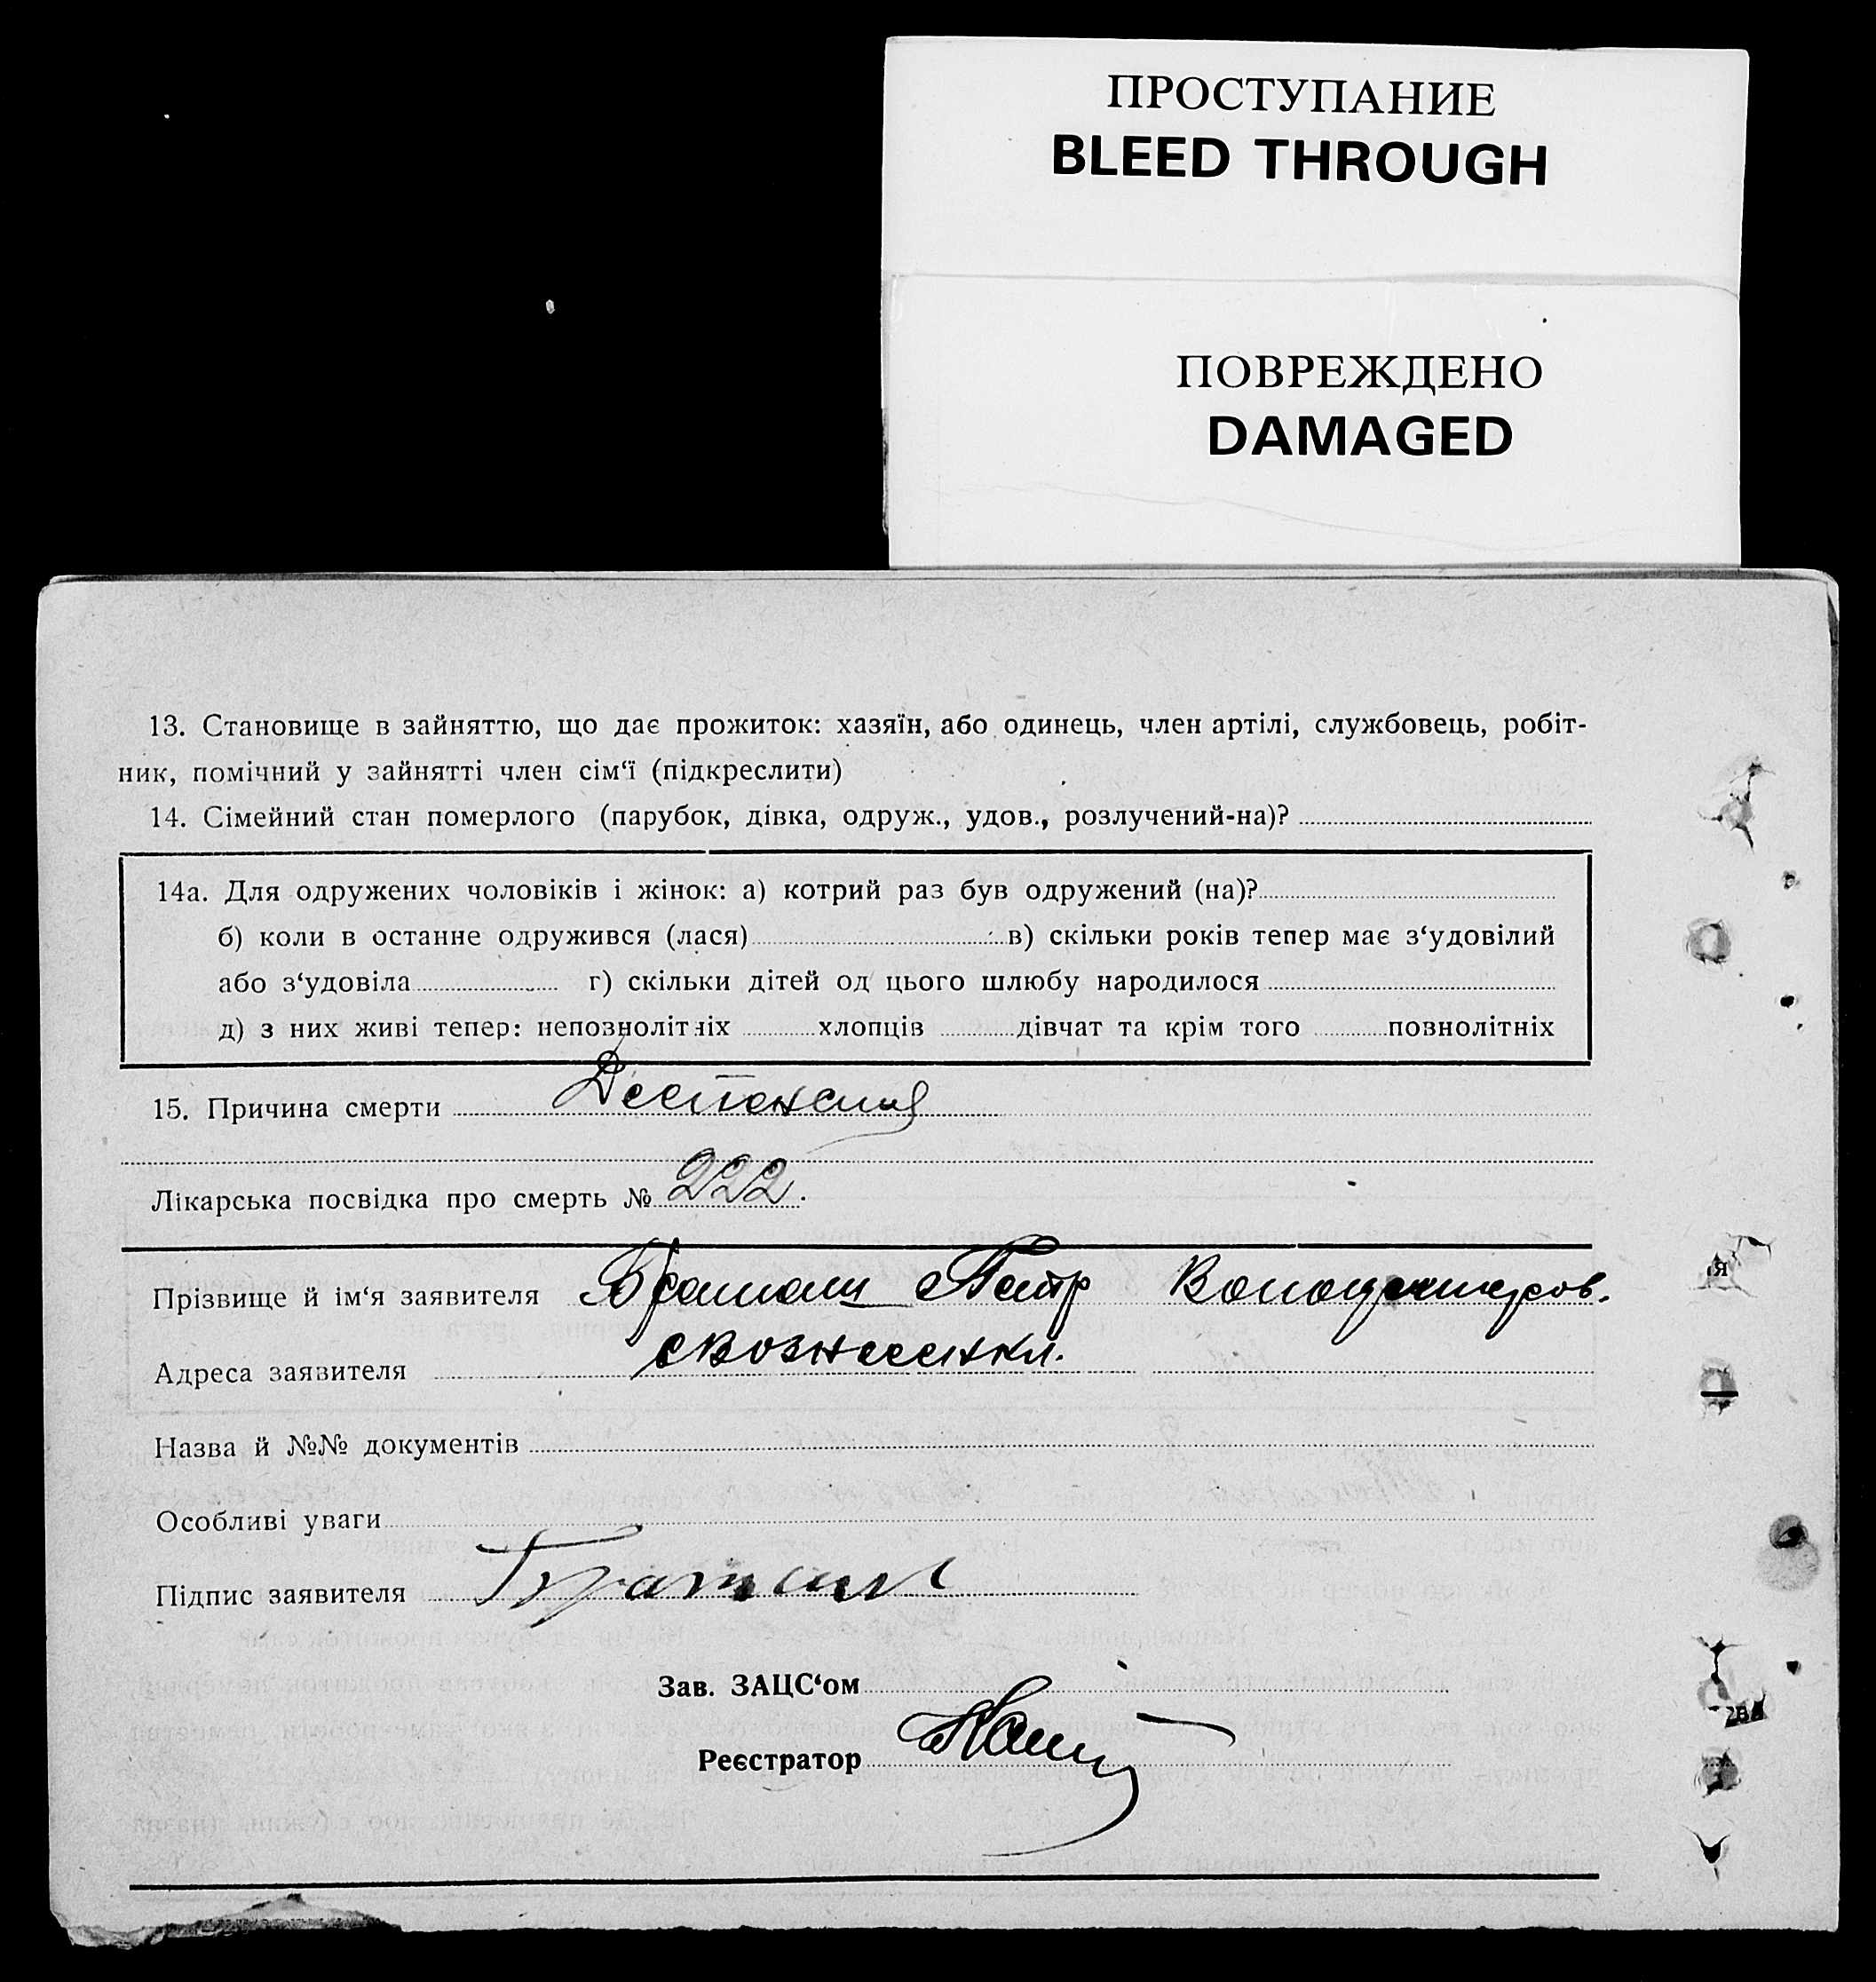 ПРОСТУПАНИЕ
BLEED THROUGH
ПОВРЕЖДЕНО
DAMAGED
13. Становище в зайняттю, що дає прожиток: хазяїн, або одинець, член артілі, службовець, робіт-
ник, помічний у зайнятті член сім‘ї (підкреслити)
14. Сімейний стан померлого (парубок, дівка, одруж., удов., розлучений-на)?
14а. Для одружених чоловіків і жінок: а) котрий раз був одружений (на)?
б) коли в останне одружився (лася) в) скільки років тепер має з‘удовілий
або з‘удовіла г) скільки дітей од цього шлюбу народилося
д) з них живі тепер: неповнолітніх хлопців дівчат та крім того повнолітніх
15. Причина смерти
Лікарська посвідка про смерть № 222.
Прізвище й ім'я заявителя Петр
Адреса заявителя
Назва й №№ документів
Особливі уваги
Підпис заявителя
Зав. ЗАЦС‘ом
Реєстратор